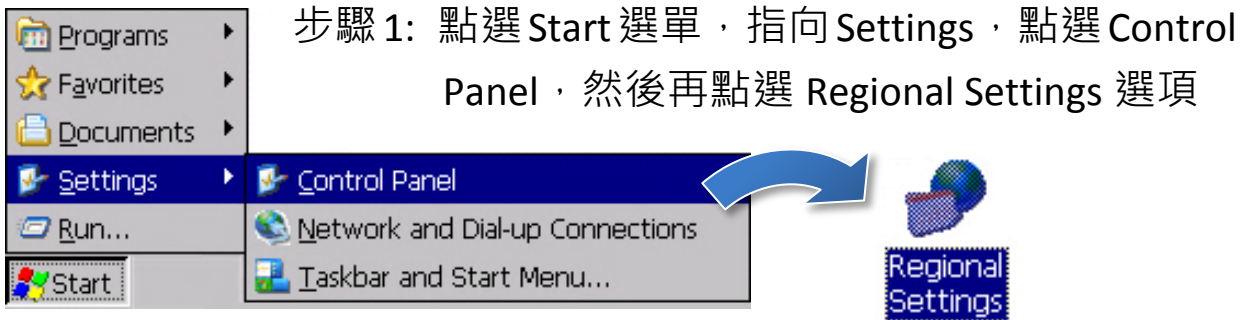 步驟 1: 點選 Start 選單，指向 Settings，點選 Control
Panel，然後再點選 Regional Settings 選項
Programs
Favorites
Documents
Settings
Run...
Start
Control Panel
Network and Dial-up Connections
Taskbar and Start Menu...
Regional
Settings